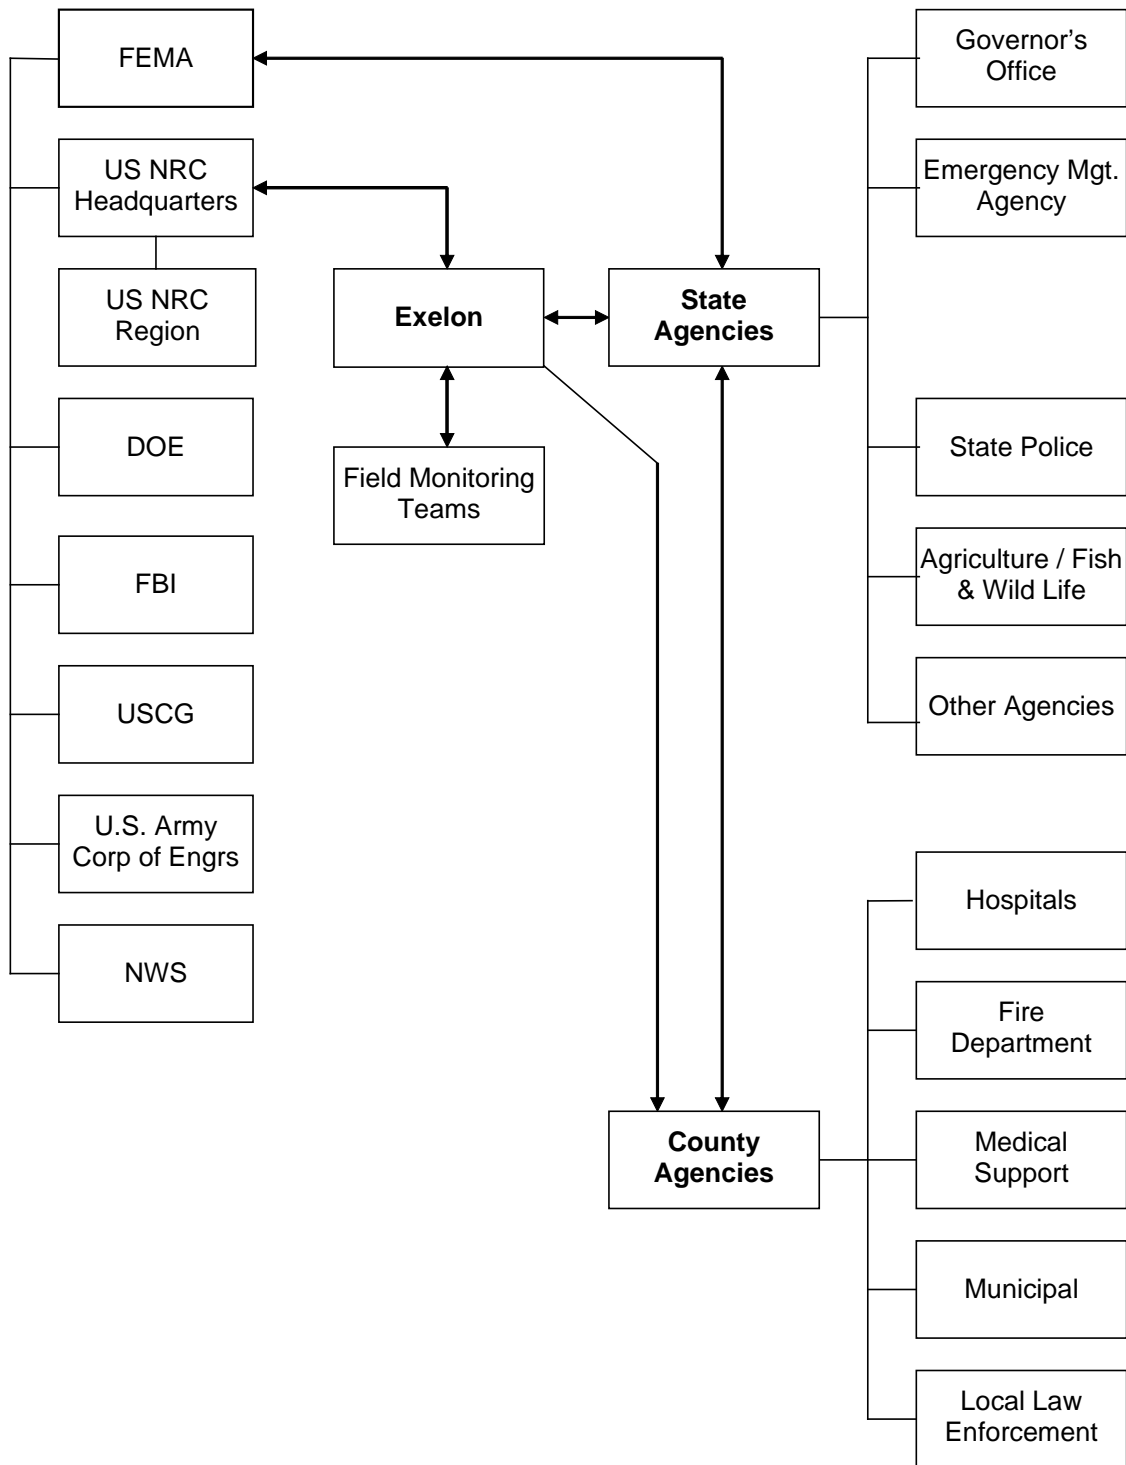 FEMA
US NRC
Headquarters
US NRC
Region
DOE
FBI
USCG
U.S. Army
Corp of Engrs
NWS
Exelon
Field Monitoring
Teams
State
Agencies
County
Agencies
Governor’s
Office
Emergency Mgt.
Agency
State Police
Agriculture / Fish
& Wild Life
Other Agencies
Hospitals
Fire
Department
Medical
Support
Municipal
Local Law
Enforcement